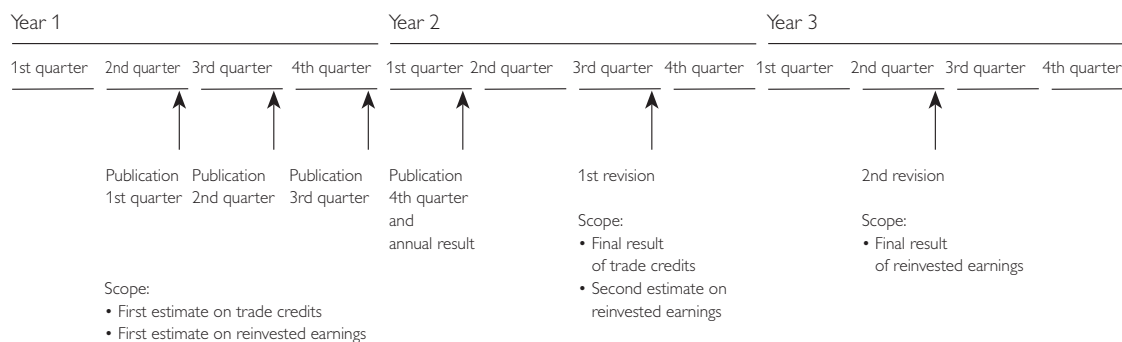 Year 1 Year 2 Year 3
1st quarter 2nd quarter 3rd quarter 4th quarter 1st quarter 2nd quarter 3rd quarter 4th quarter 1st quarter 2nd quarter 3rd quarter 4th quarter
Publication Publication Publication Publication 1st revision 2nd revision
1st quarter 2nd quarter 3rd quarter 4th quarter
and Scope: Scope:
annual result • Final result • Final result
of trade credits of reinvested earnings
Scope: • Second estimate on
• First estimate on trade credits reinvested earnings
• First estimate on reinvested earnings